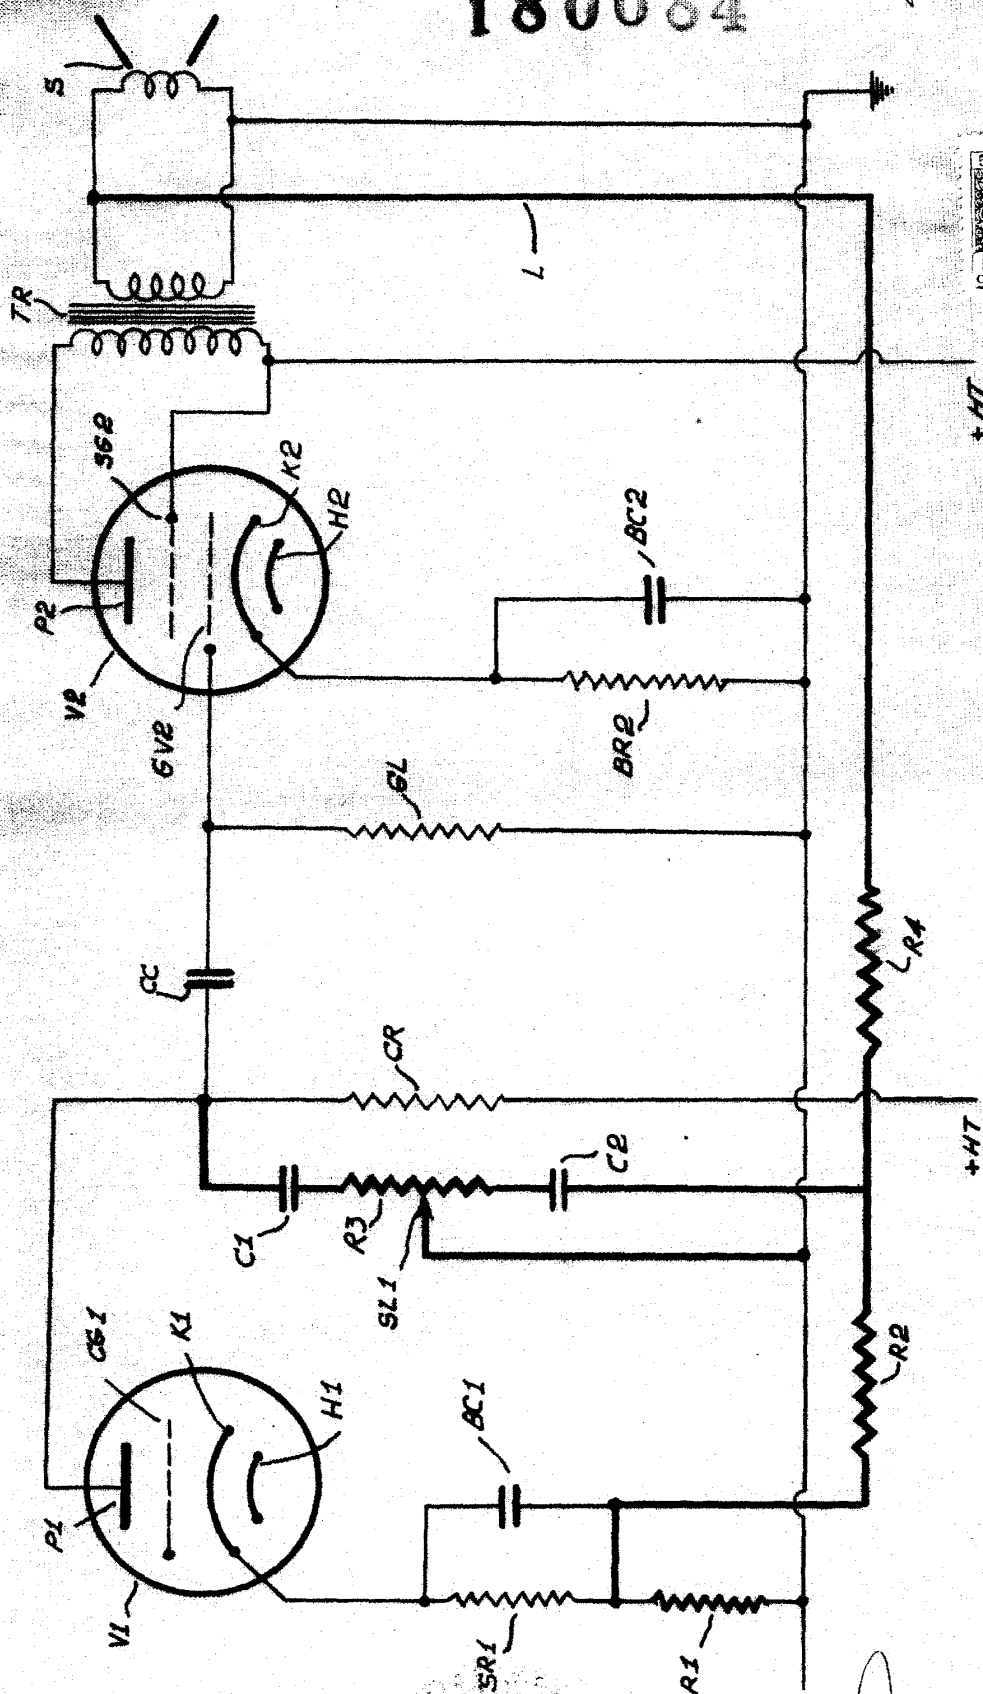 180084
S
TR
L
SG2
K2
H2
+HT
P2
V2
GV2
BC2
BR2
GL
CC
CR
C2
+HT
C1
R3
SL1
R4
CG1
K1
H1
BC1
R2
P1
V1
SR1
R1